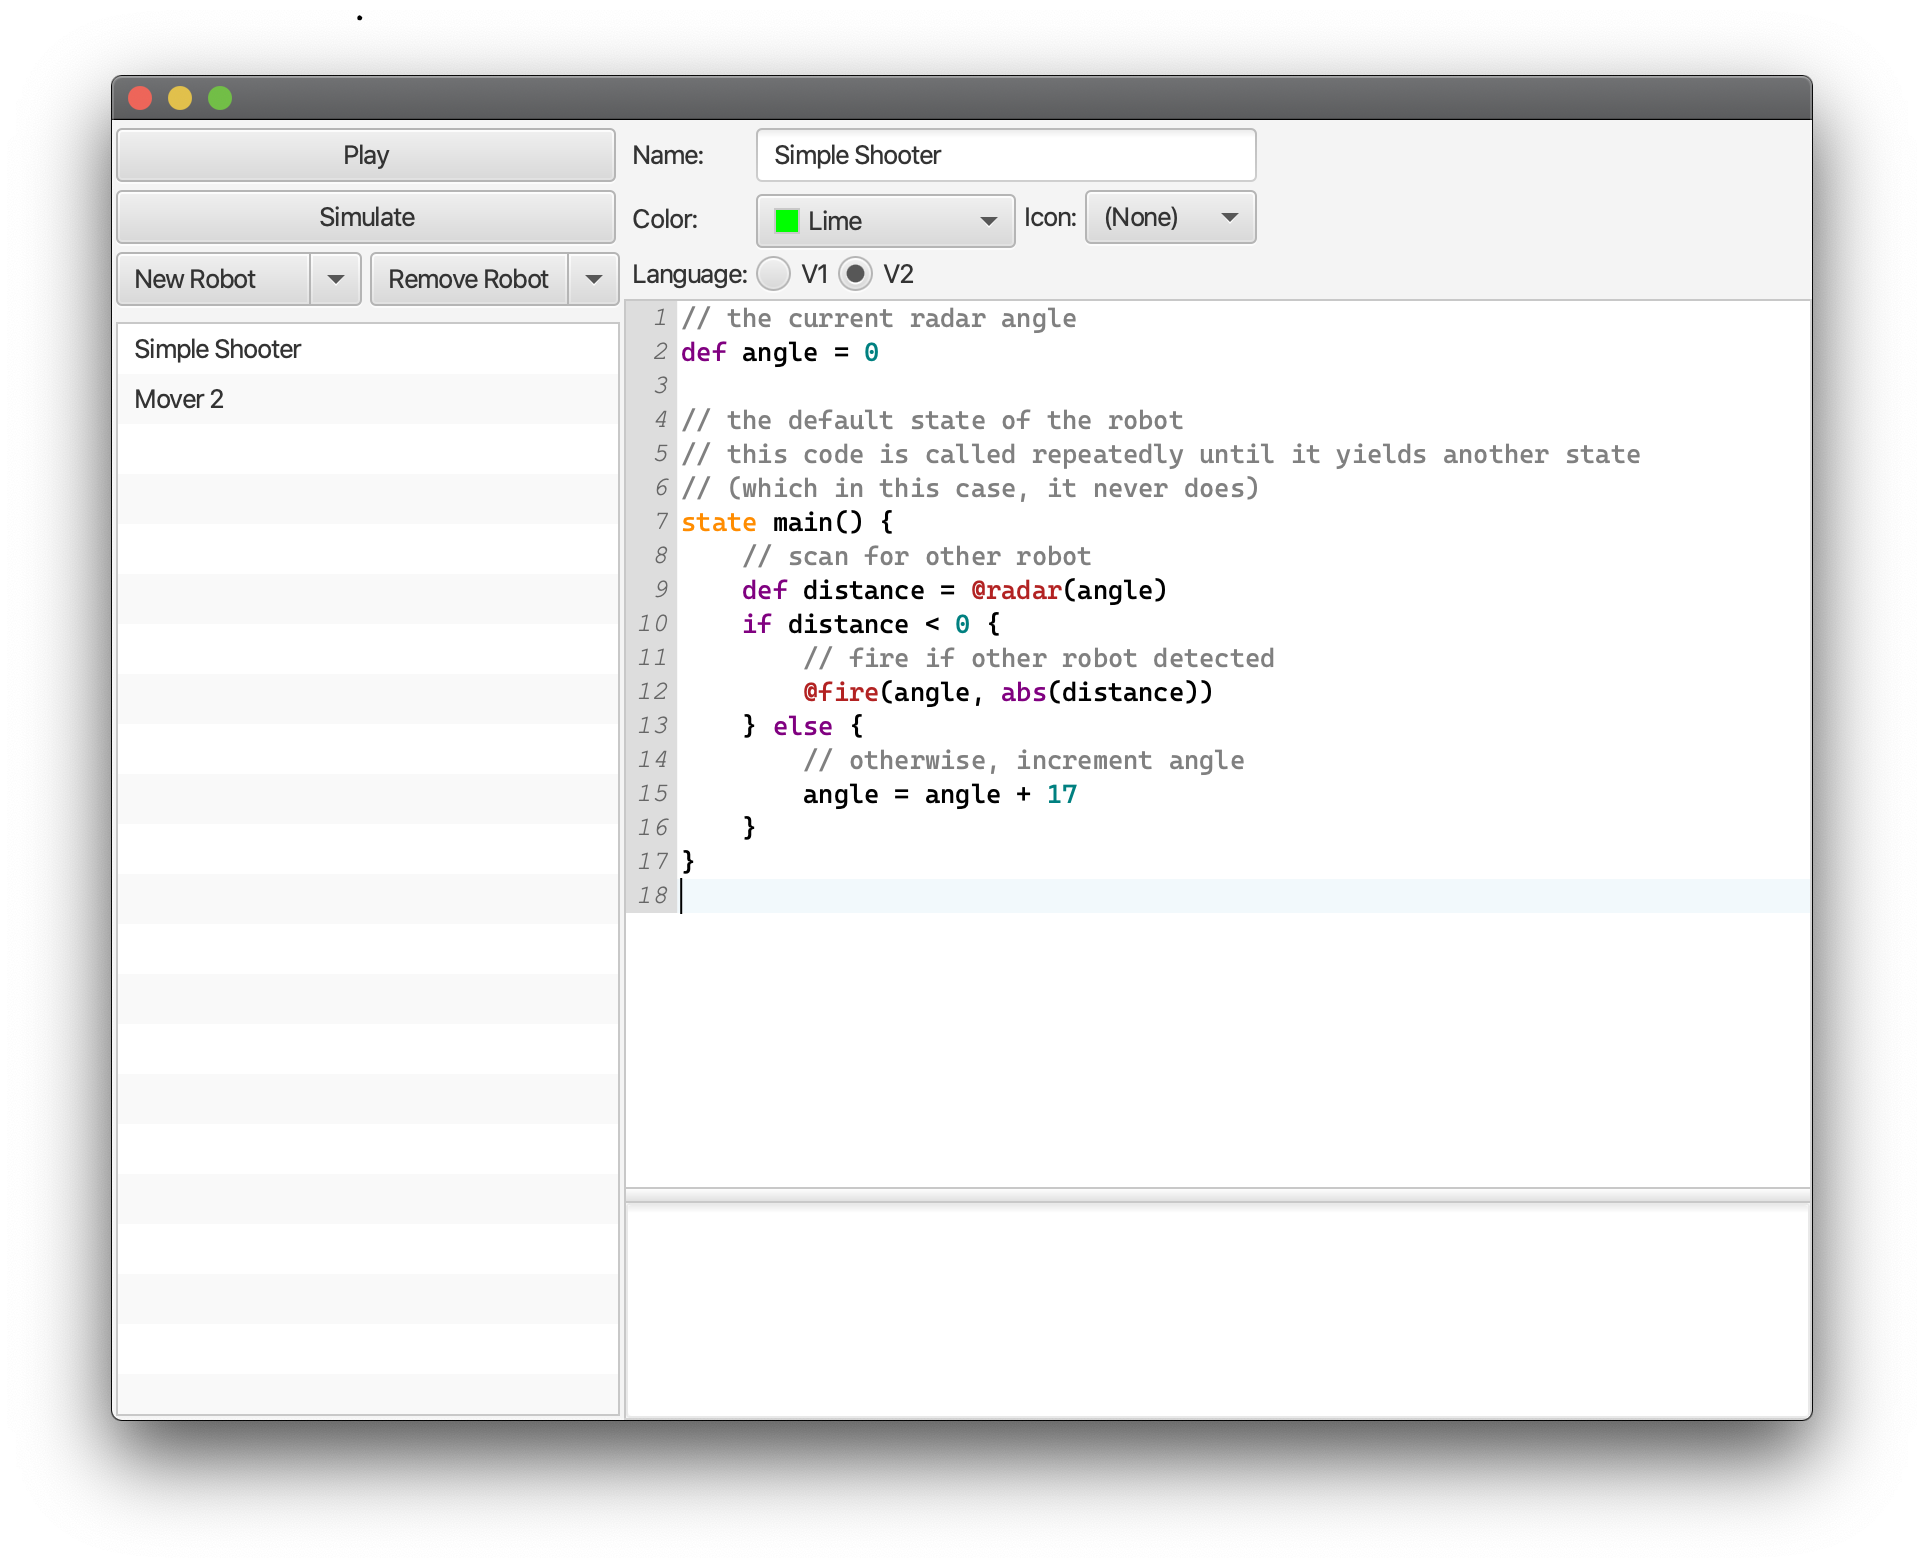 Play
Simulate
New Robot
Remove Robot
Simple Shooter
Mover 2
Name: Simple Shooter
Color: Lime Icon: (None)
Language: V1 V2
1 // the current radar angle
2 def angle = 0
3
4 // the default state of the robot
5 // this code is called repeatedly until it yields another state
6 // (which in this case, it never does)
7 state main() {
8     // scan for other robot
9     def distance = @radar(angle)
10     if distance < 0 {
11         // fire if other robot detected
12         @fire(angle, abs(distance))
13     } else {
14         // otherwise, increment angle
15         angle = angle + 17
16     }
17 }
18